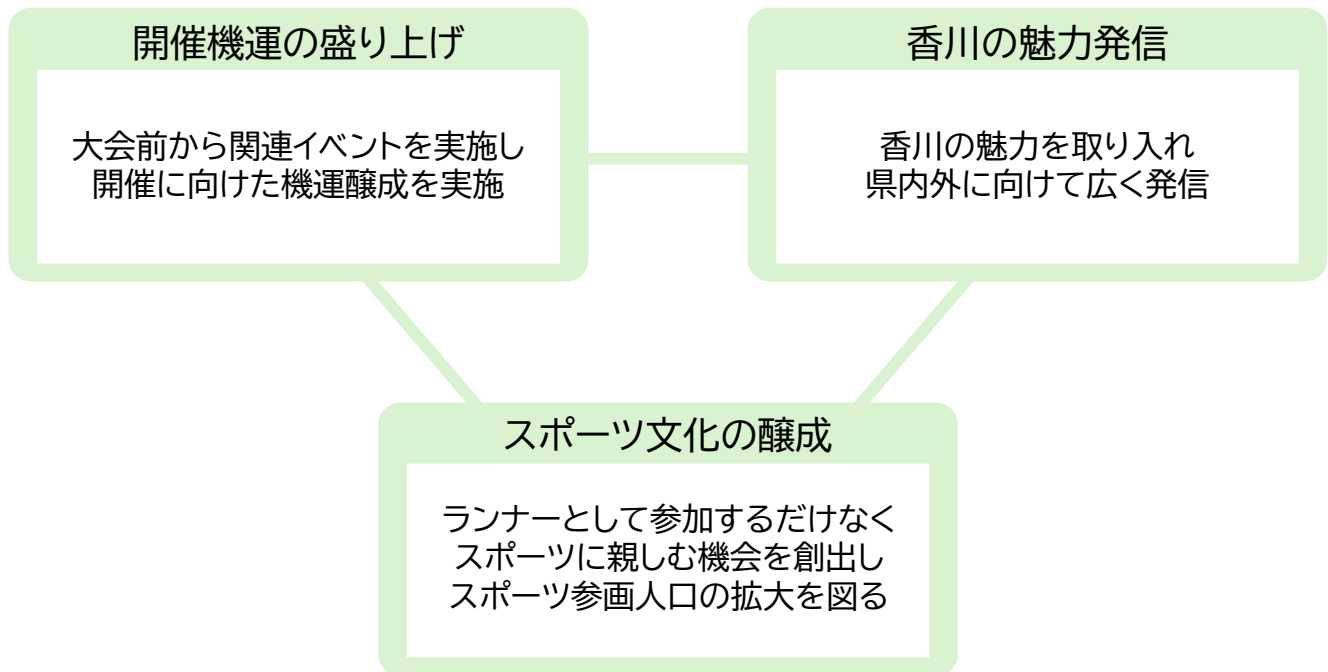 開催機運の盛り上げ
大会前から関連イベントを実施し
開催に向けた機運醸成を実施
香川の魅力発信
香川の魅力を取り入れ
県内外に向けて広く発信
スポーツ文化の醸成
ランナーとして参加するだけなく
スポーツに親しむ機会を創出し
スポーツ参画人口の拡大を図る